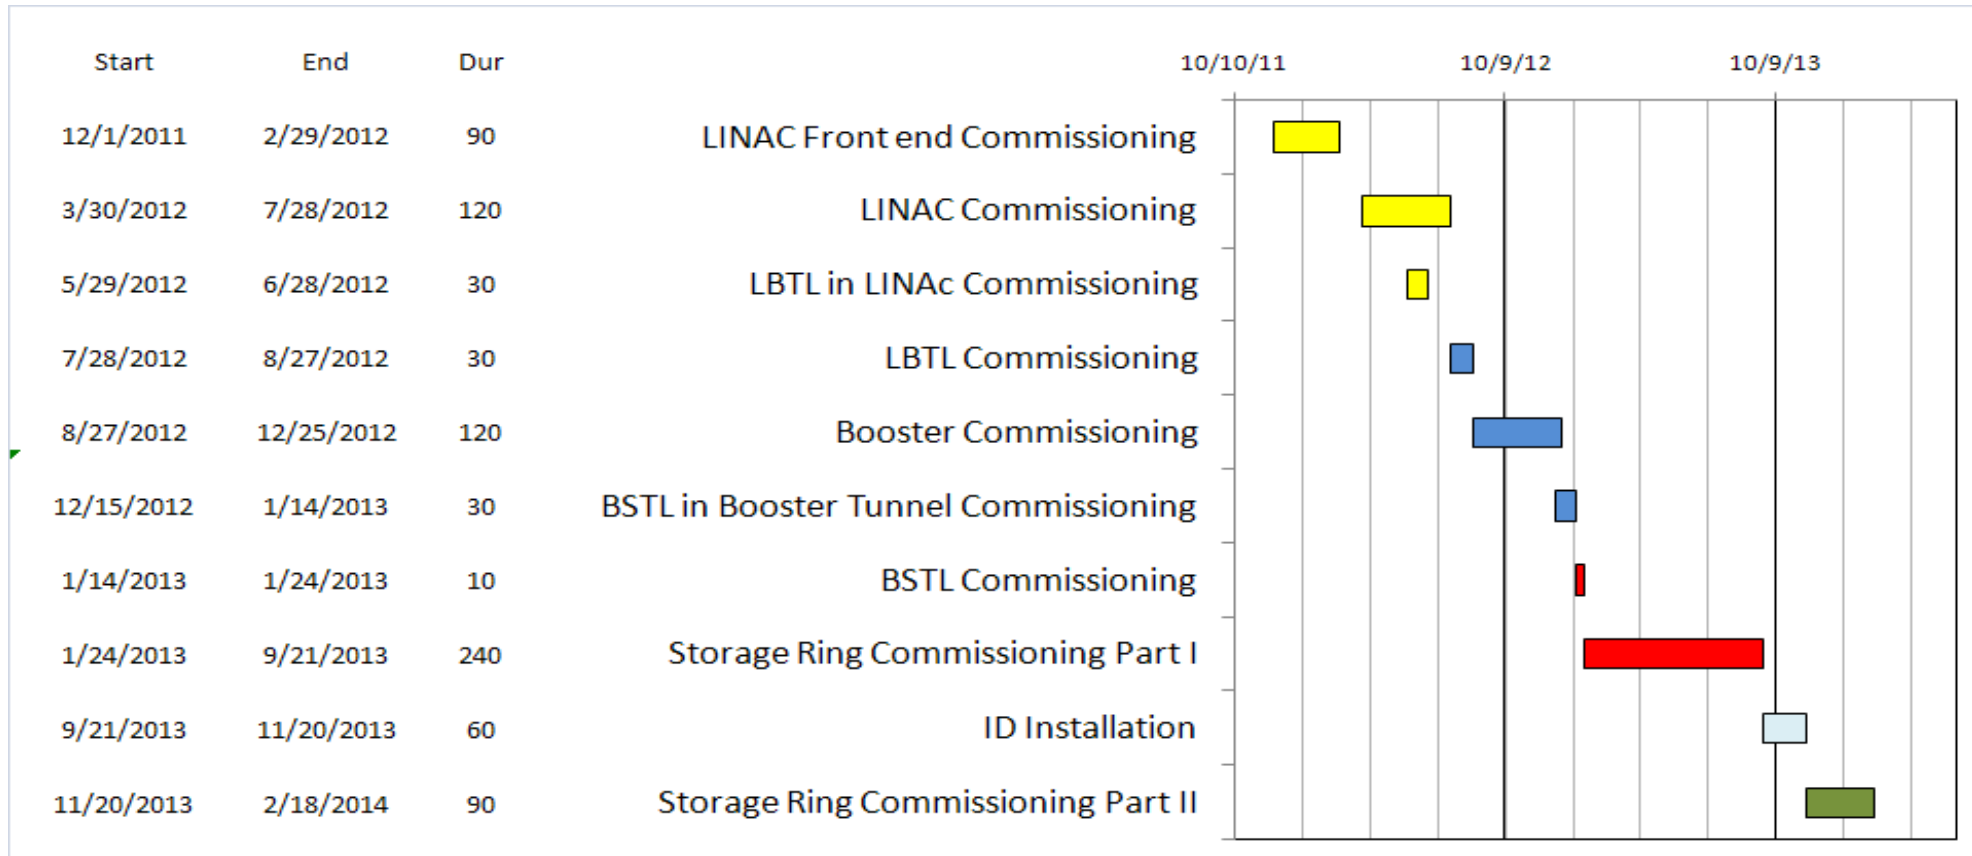 Start End Dur 10/10/11 10/9/12 10/9/13
12/1/2011 2/29/2012 90 LINAC Front end Commissioning
3/30/2012 7/28/2012 120 LINAC Commissioning
5/29/2012 6/28/2012 30 LBTL in LINAc Commissioning
7/28/2012 8/27/2012 30 LBTL Commissioning
8/27/2012 12/25/2012 120 Booster Commissioning
12/15/2012 1/14/2013 30 BSTL in Booster Tunnel Commissioning
1/14/2013 1/24/2013 10 BSTL Commissioning
1/24/2013 9/21/2013 240 Storage Ring Commissioning Part I
9/21/2013 11/20/2013 60 ID Installation
11/20/2013 2/18/2014 90 Storage Ring Commissioning Part II